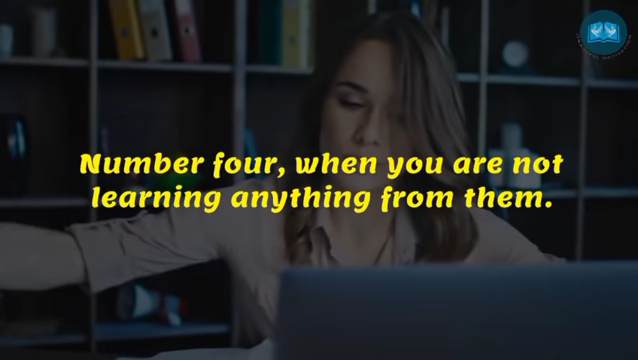 Number four, when you are not
learning anything from them.